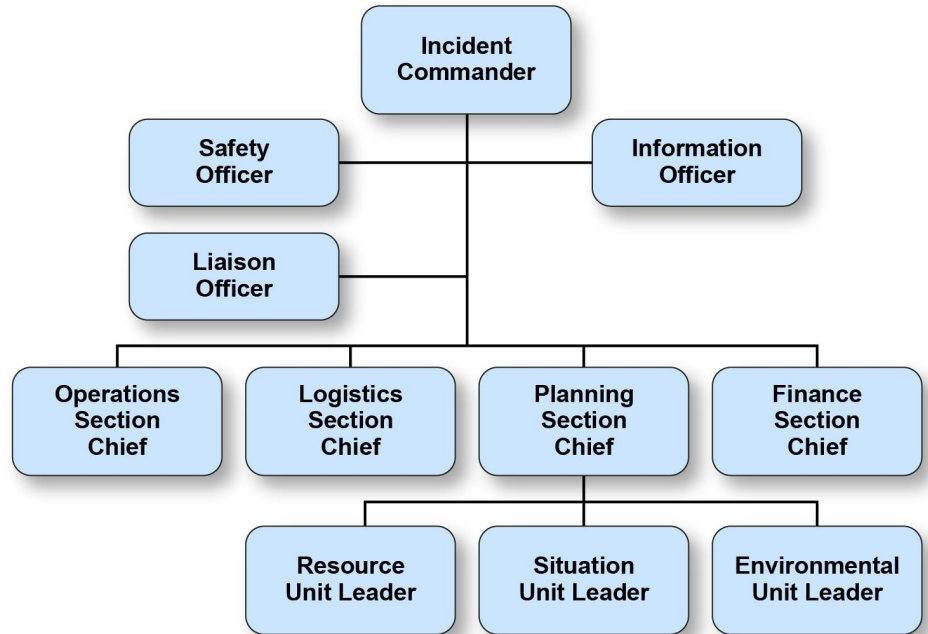 Incident
Commander
Safety
Officer
Information
Officer
Liaison
Officer
Operations
Section
Chief
Logistics
Section
Chief
Planning
Section
Chief
Finance
Section
Chief
Resource
Unit Leader
Situation
Unit Leader
Environmental
Unit Leader